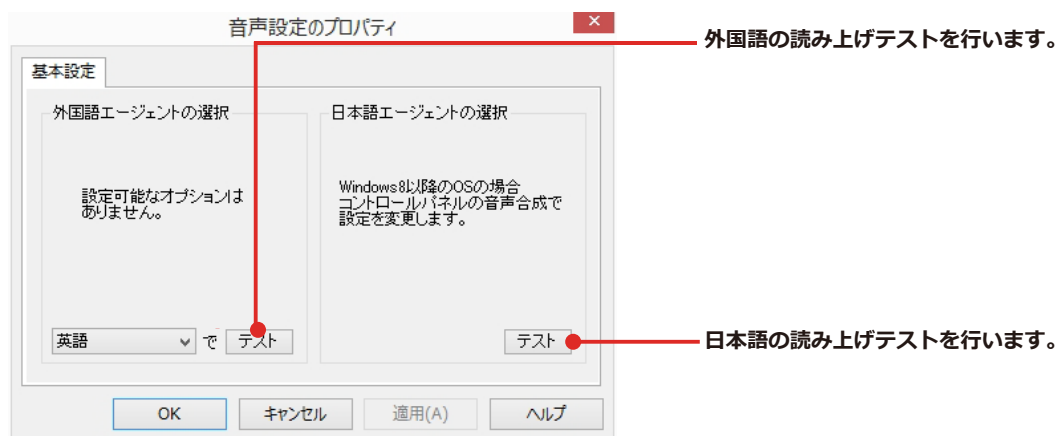 音声設定のプロパティ
外国語の読み上げテストを行います。
基本設定
外国語エージェントの選択
設定可能なオプションは
ありません。
英語
で
テスト
日本語エージェントの選択
Windows8以降のOSの場合
コントロールパネルの音声合成で
設定を変更します。
テスト
日本語の読み上げテストを行います。
OK
キャンセル
適用(A)
ヘルプ